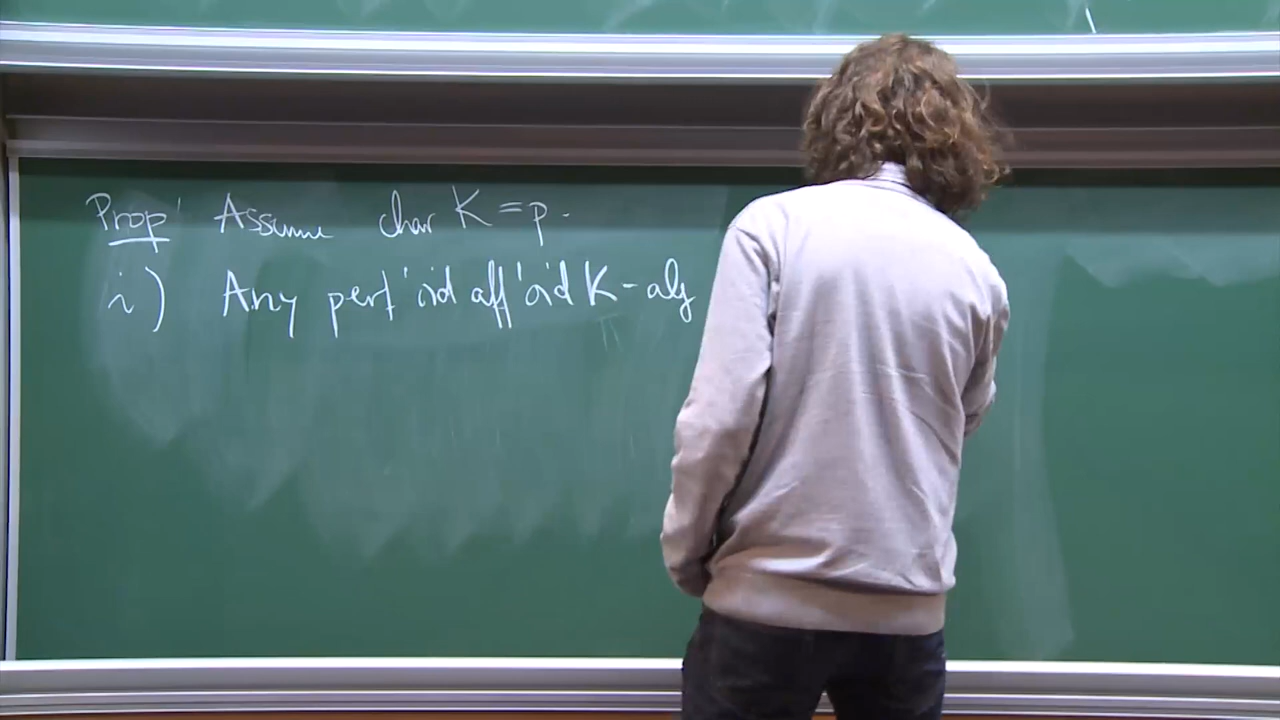 Prop' Assume char K = p.
i) Any perf'oid aff'oid K-alg